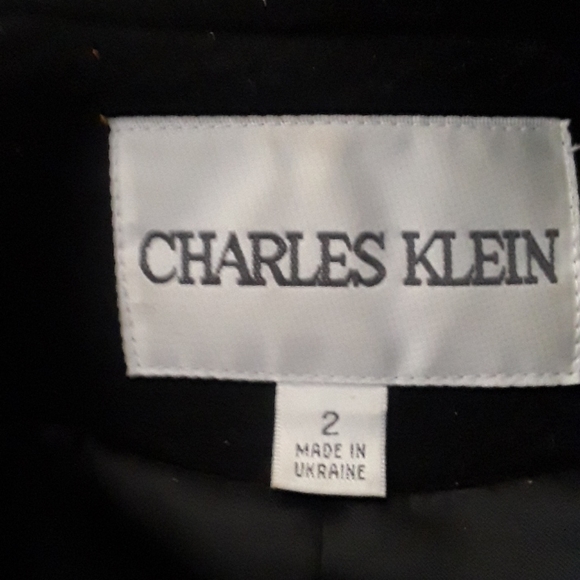 CHARLES KLEIN
2
MADE IN
UKRAINE